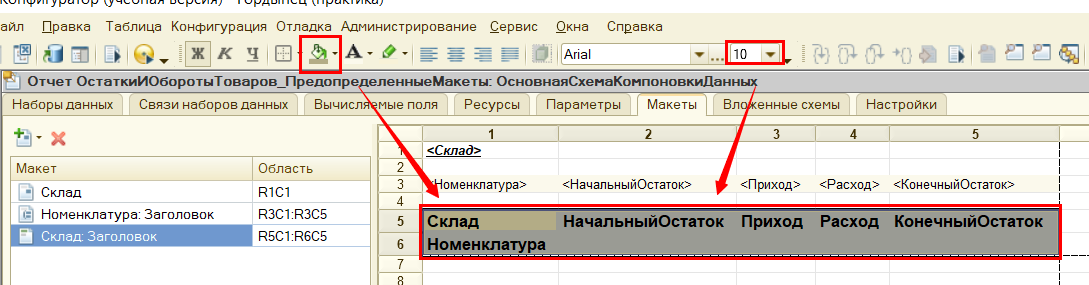 Конфигуратор (учебная версия) - Гордынец (практика)
айл Правка Таблица Конфигурация Отладка Администрирование Сервис Окна Справка
Ж К Ч А Arial ... 10
Отчет ОстаткиИОборотыТоваров_ПредопределенныеМакеты: ОсновнаяСхемаКомпоновкиДанных
Наборы данных Связи наборов данных Вычисляемые поля Ресурсы Параметры Макеты Вложенные схемы Настройки
1 2 3 4 5
Макет Область
Склад R1C1
Номенклатура: Заголовок R3C1:R3C5
Склад: Заголовок R5C1:R6C5
1 <Склад>
2
3 <Номенклатура> <НачальныйОстаток> <Приход> <Расход> <КонечныйОстаток>
4
5 Склад НачальныйОстаток Приход Расход КонечныйОстаток
6 Номенклатура
7
8